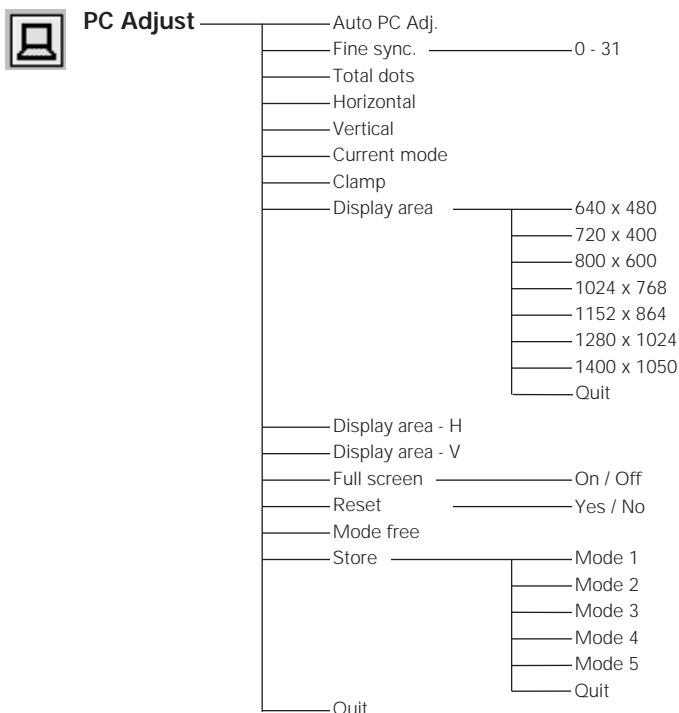 PC Adjust Auto PC Adj.
Fine sync. 0 - 31
Total dots
Horizontal
Vertical
Current mode
Clamp
Display area 640 x 480
720 x 400
800 x 600
1024 x 768
1152 x 864
1280 x 1024
1400 x 1050
Quit
Display area - H
Display area - V
Full screen On / Off
Reset Yes / No
Mode free
Store Mode 1
Mode 2
Mode 3
Mode 4
Mode 5
Quit
Quit